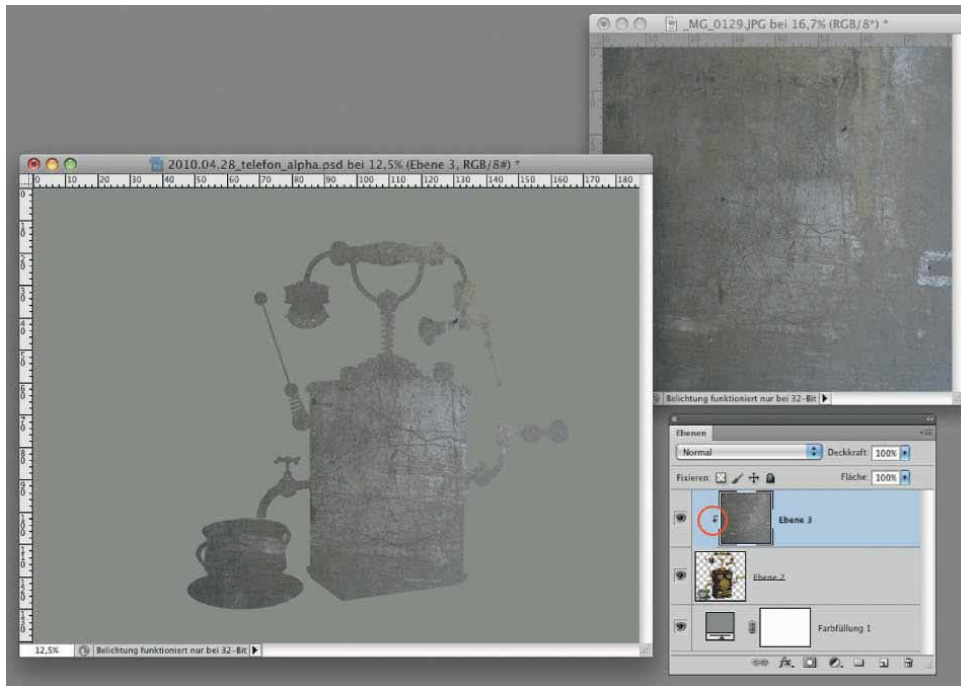 _MG_0129.JPG bei 16,7% (RGB/8*) *
2010.04.28_telefon_alpha.psd bei 12,5% (Ebene 3, RGB/8#) *
0 10 20 30 40 50 60 70 80 90 100 110 120 130 140 150 160 170 180
Belichtung funktioniert nur bei 32-Bit
Ebenen
Normal Deckkraft: 100%
Fixieren: Fläche: 100%
Ebene 3
Ebene 2
Farbfüllung 1
12,5% Belichtung funktioniert nur bei 32-Bit
fx.